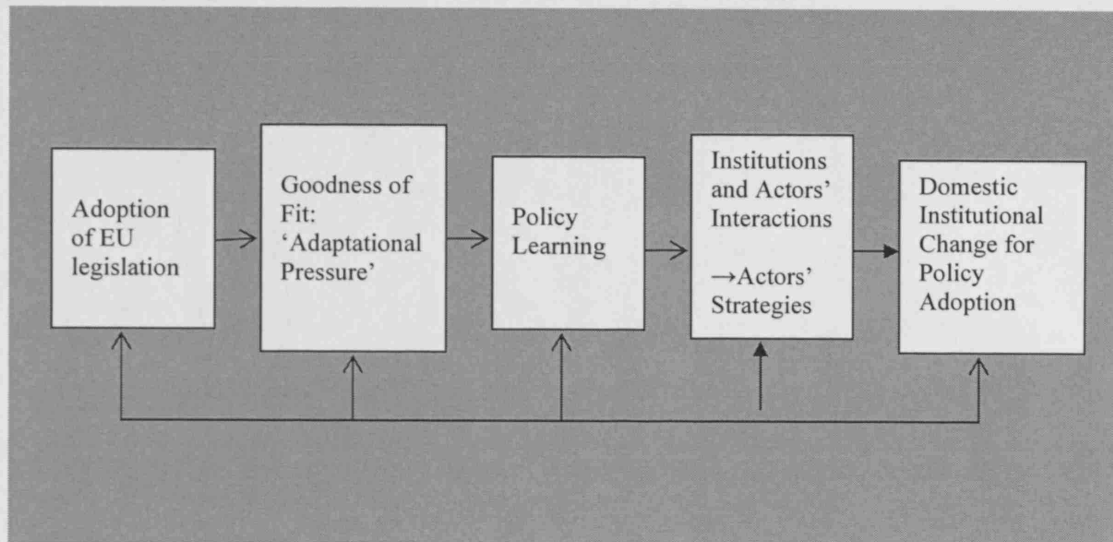 Adoption
of EU
legislation
Goodness of
Fit:
‘Adaptational
Pressure’
Policy
Learning
Institutions
and Actors’
Interactions
→Actors’
Strategies
Domestic
Institutional
Change for
Policy
Adoption